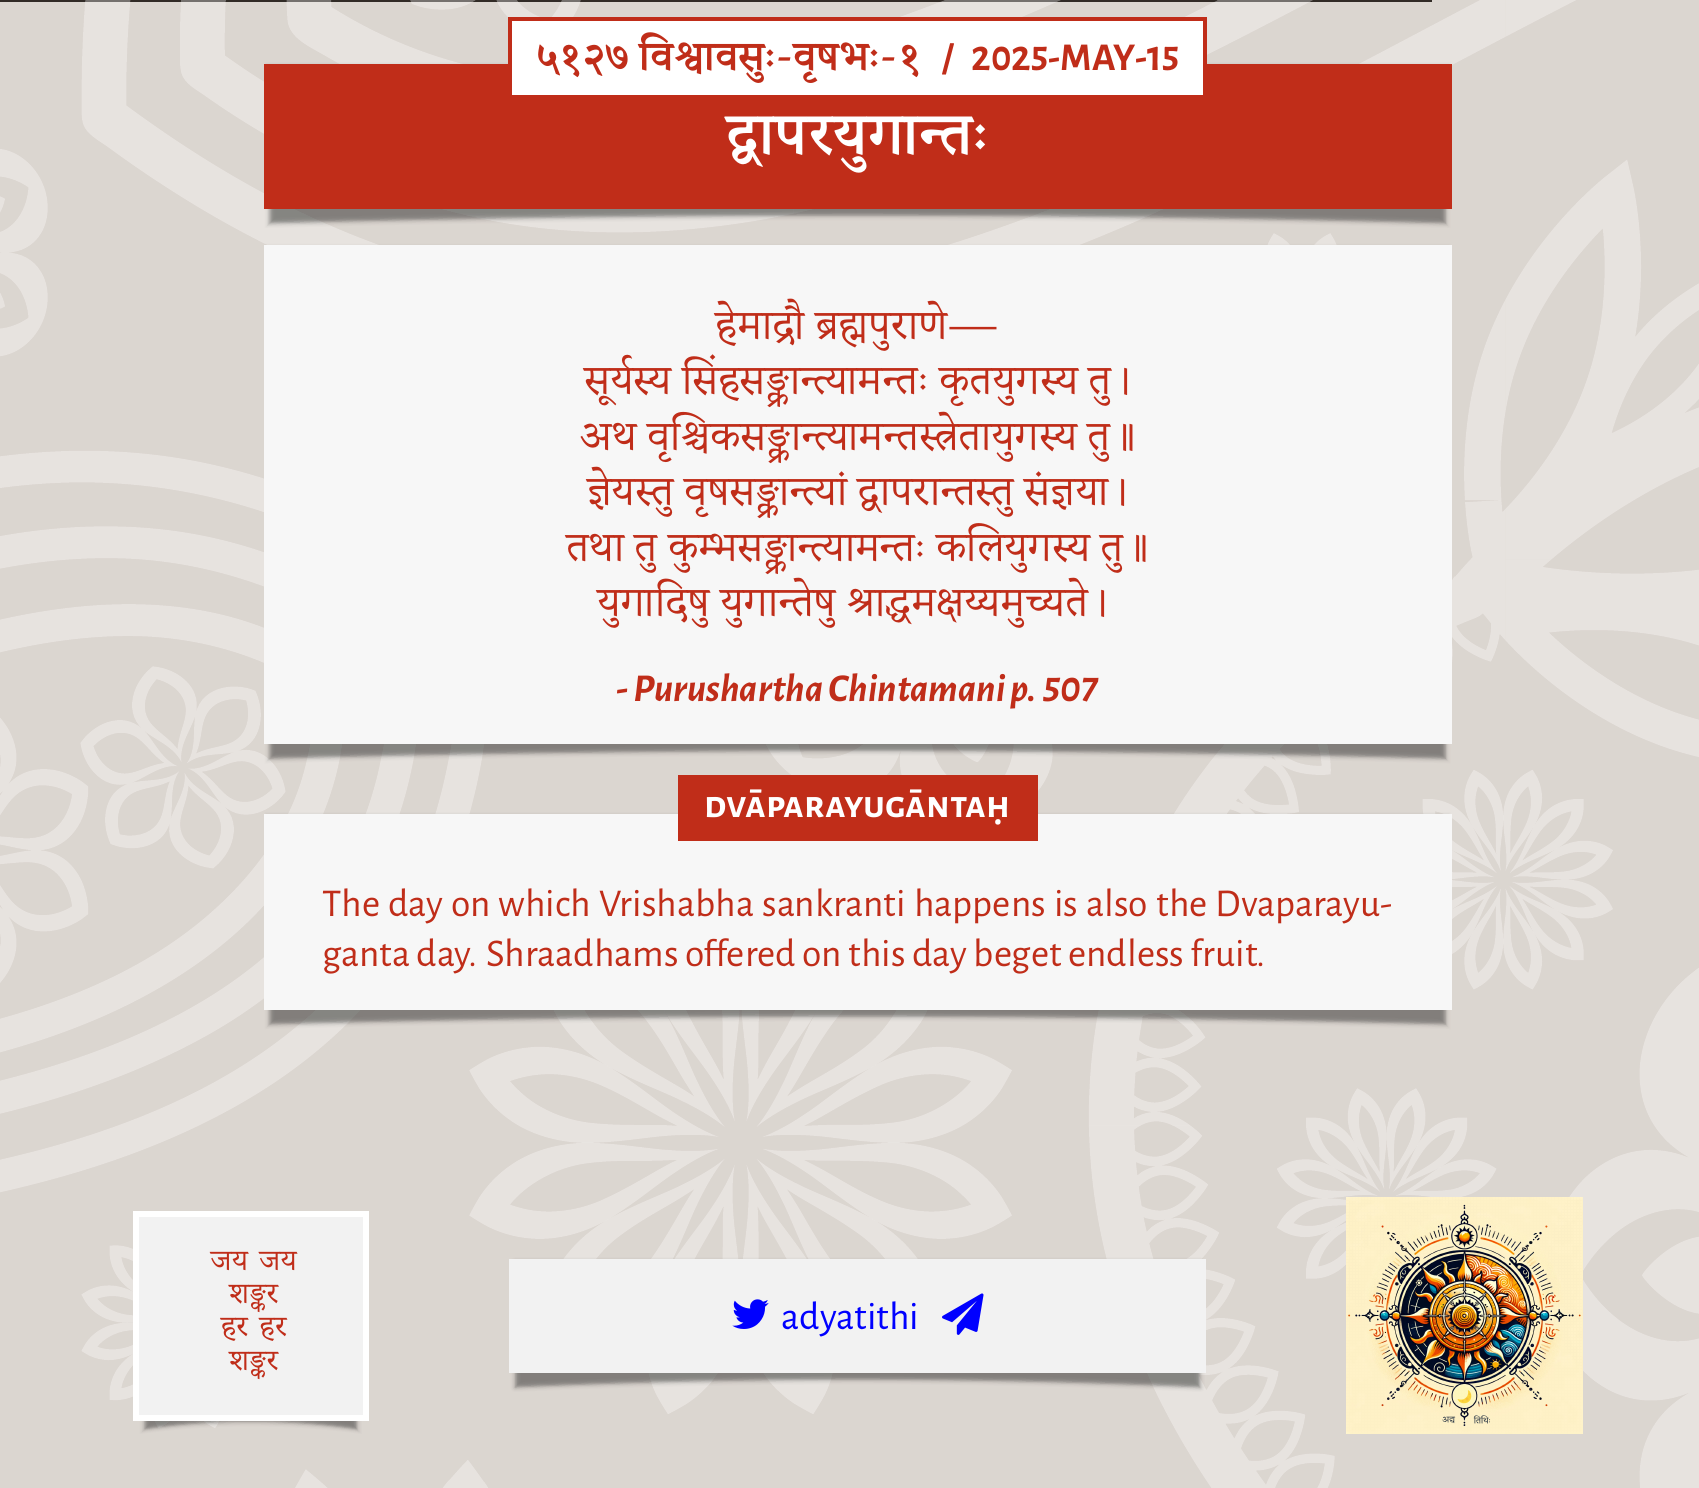 ५१२७ विश्वावसुः-वृषभः-१ / 2025-MAY-15
द्वापरयुगान्तः
हेमाद्रौ ब्रह्मपुराणे—
सूर्यस्य सिंहसङ्क्रान्त्यामन्तः कृतयुगस्य तु।
अथ वृश्चिकसङ्क्रान्त्यामन्तस्त्रेतायुगस्य तु॥
ज्ञेयस्तु वृषसङ्क्रान्त्यां द्वापरान्तस्तु संज्ञया।
तथा तु कुम्भसङ्क्रान्त्यामन्तः कलियुगस्य तु॥
युगादिषु युगान्तेषु श्राद्धमक्षय्यमुच्यते।
- Purushartha Chintamani p. 507
DVĀPARAYUGĀNTAḤ
The day on which Vrishabha sankranti happens is also the Dvaparayu-
ganta day. Shraadhams offered on this day beget endless fruit.
जय जय
शङ्कर
हर हर
शङ्कर
adyatithi
अद्य तिथिः